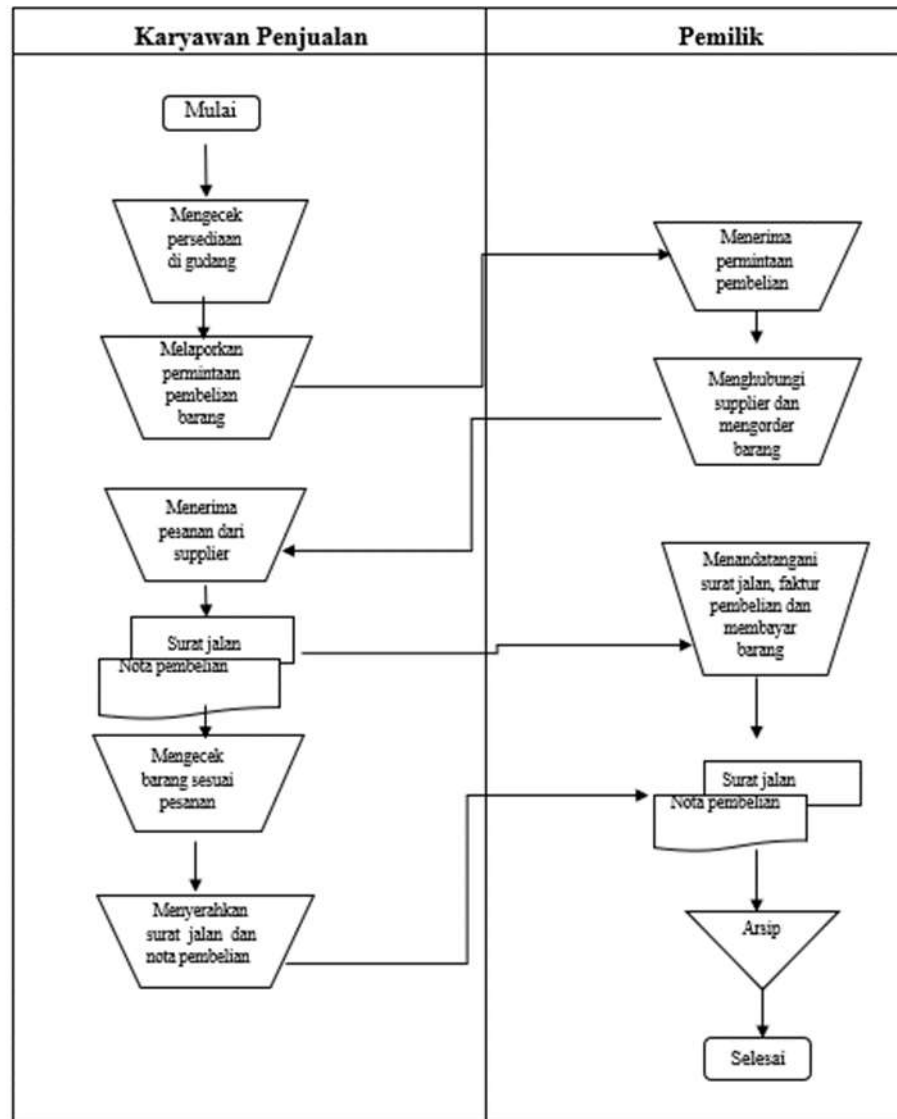 Karyawan Penjualan
Pemilik
Mulai
Mengecek
persediaan
di gudang
Melaporkan
permintaan
pembelian
barang
Menerima
permintaan
pembelian
Menghubungi
supplier dan
mengorder
barang
Menerima
pesanan dari
supplier
Surat jalan
Nota pembelian
Menandatangani
surat jalan, faktur
pembelian dan
membayar
barang
Mengecek
barang sesuai
pesanan
Menyerahkan
surat jalan dan
nota pembelian
Surat jalan
Nota pembelian
Arsip
Selesai